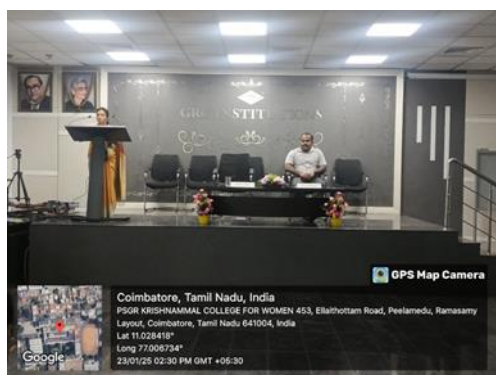 GRG INSTITUTIONS
GPS Map Camera
Coimbatore, Tamil Nadu, India
PSGR KRISHNAMMAL COLLEGE FOR WOMEN 453, Ellaithottam Road, Peelamedu, Ramasamy
Layout, Coimbatore, Tamil Nadu 641004, India
Lat 11.028418°
Long 77.006734°
23/01/25 02:30 PM GMT +05:30
Google